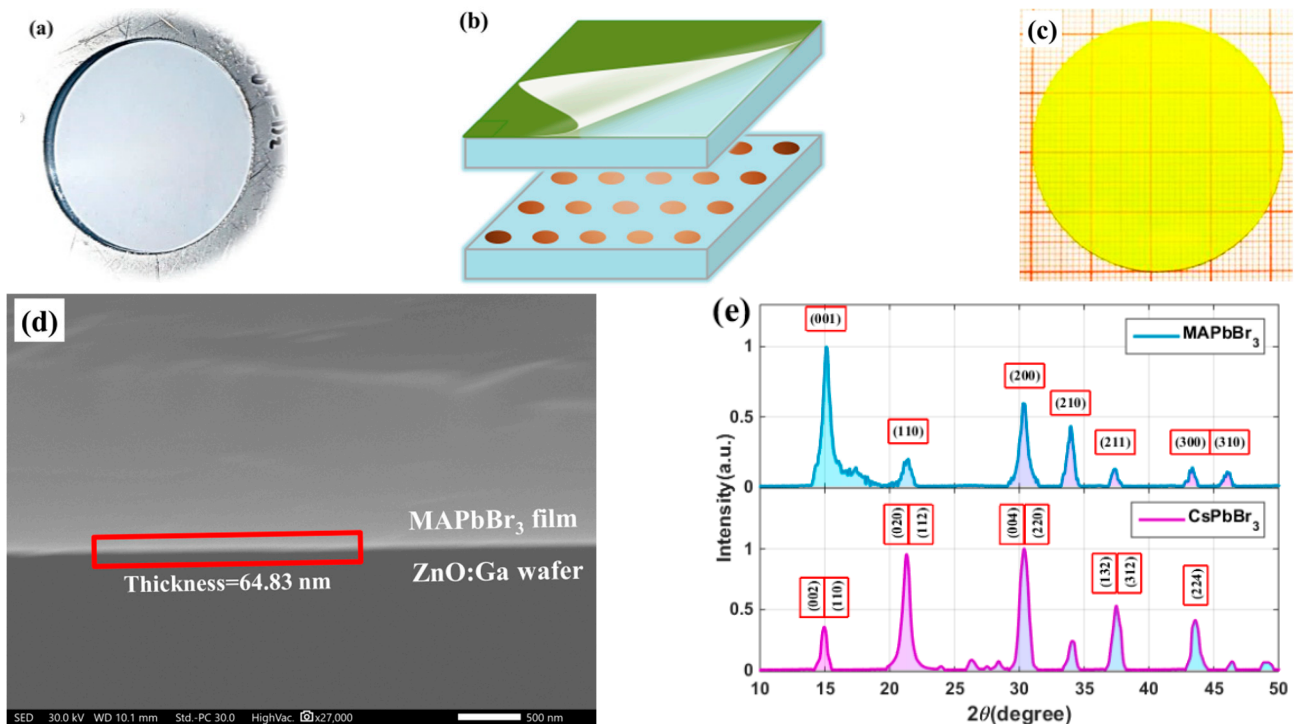 (a)
(b)
(c)
(d)
MAPbBr3 film
ZnO:Ga wafer
Thickness=64.83 nm
SED 30.0 kV WD 10.1 mm Std.-PC 30.0 HighVac. x27,000 500 nm
(e)
MAPbBr3
(001)
(110)
(200)
(210)
(211)
(300) (310)
1
0.5
0
CsPbBr3
(002) (110)
(020) (112)
(004) (220)
(132) (312)
(224)
1
0.5
0
Intensity(a.u.)
10 15 20 25 30 35 40 45 50
2θ(degree)